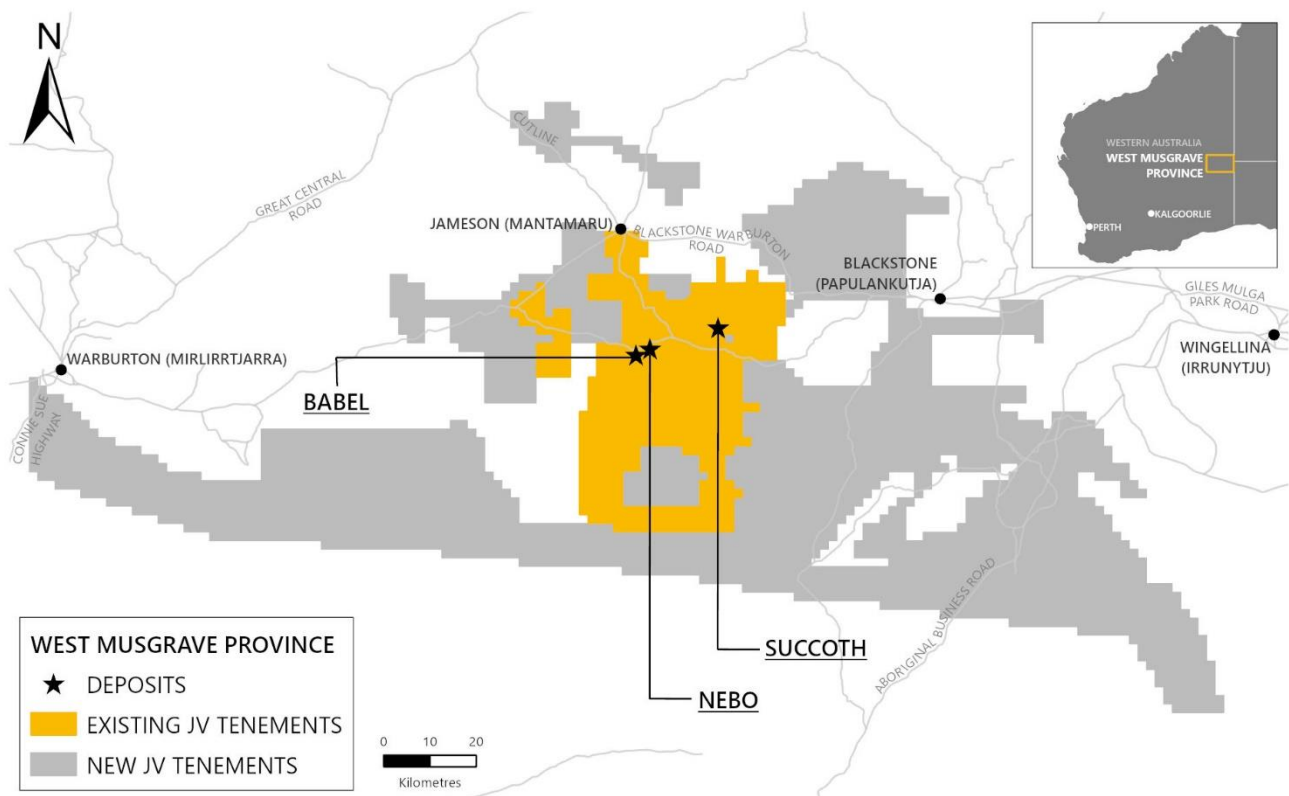 N
CUTLINE
GREAT CENTRAL
ROAD
JAMESON (MANTAMARU)
BLACKSTONE WARBURTON
ROAD
BLACKSTONE
(PAPULANKUTJA)
GILES MULGA
PARK ROAD
WINGELLINA
(IRRUNYTJU)
WARBURTON (MIRLIRRTJARRA)
CONNIE SUE
HIGHWAY
BABEL
SUCCOTH
NEBO
ABORIGINAL BUSINESS ROAD
WESTERN AUSTRALIA
WEST MUSGRAVE
PROVINCE
KALGOORLIE
PERTH
WEST MUSGRAVE PROVINCE
DEPOSITS
EXISTING JV TENEMENTS
NEW JV TENEMENTS
0 10 20
Kilometres